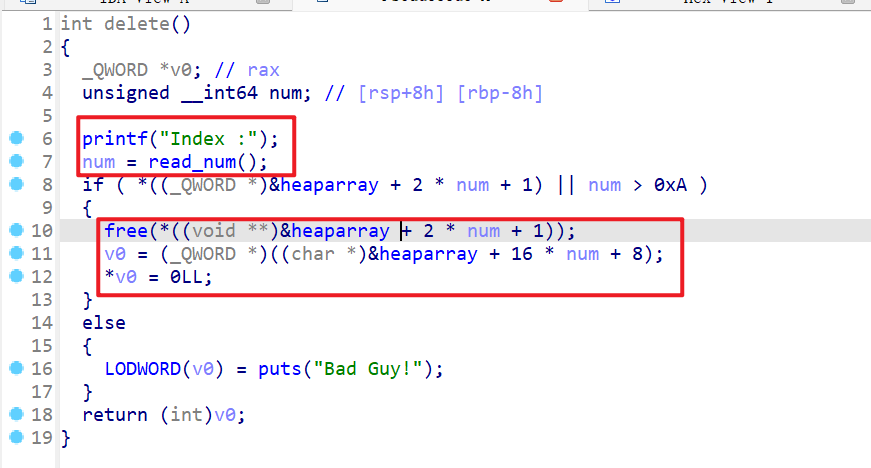 1 int delete()
2 {
3 _QWORD *v0; // rax
4 unsigned __int64 num; // [rsp+8h] [rbp-8h]
5
6 printf("Index :");
7 num = read_num();
8 if ( *((_QWORD *)&heaparray + 2 * num + 1) || num > 0xA )
9 {
10 free(*((void **)&heaparray + 2 * num + 1));
11 v0 = (_QWORD *)((char *)&heaparray + 16 * num + 8);
12 *v0 = 0LL;
13 }
14 else
15 {
16 LODWORD(v0) = puts("Bad Guy!");
17 }
18 return (int)v0;
19 }